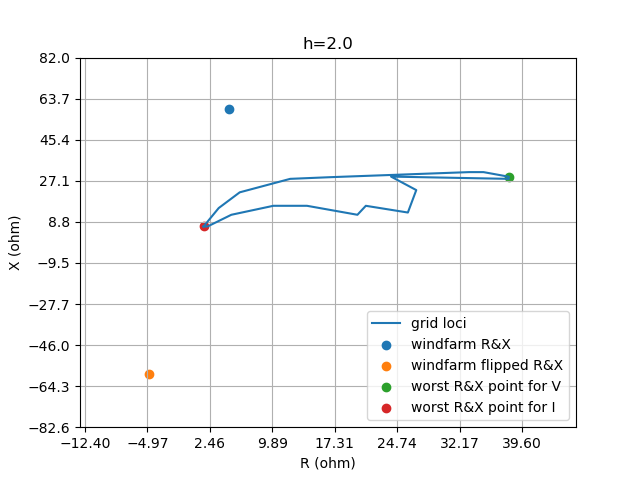 h=2.0
82.0
63.7
45.4
27.1
8.8
−9.5
−27.7
−46.0
−64.3
−82.6
X (ohm)
grid loci
windfarm R&X
windfarm flipped R&X
worst R&X point for V
worst R&X point for I
−12.40 −4.97 2.46 9.89 17.31 24.74 32.17 39.60
R (ohm)